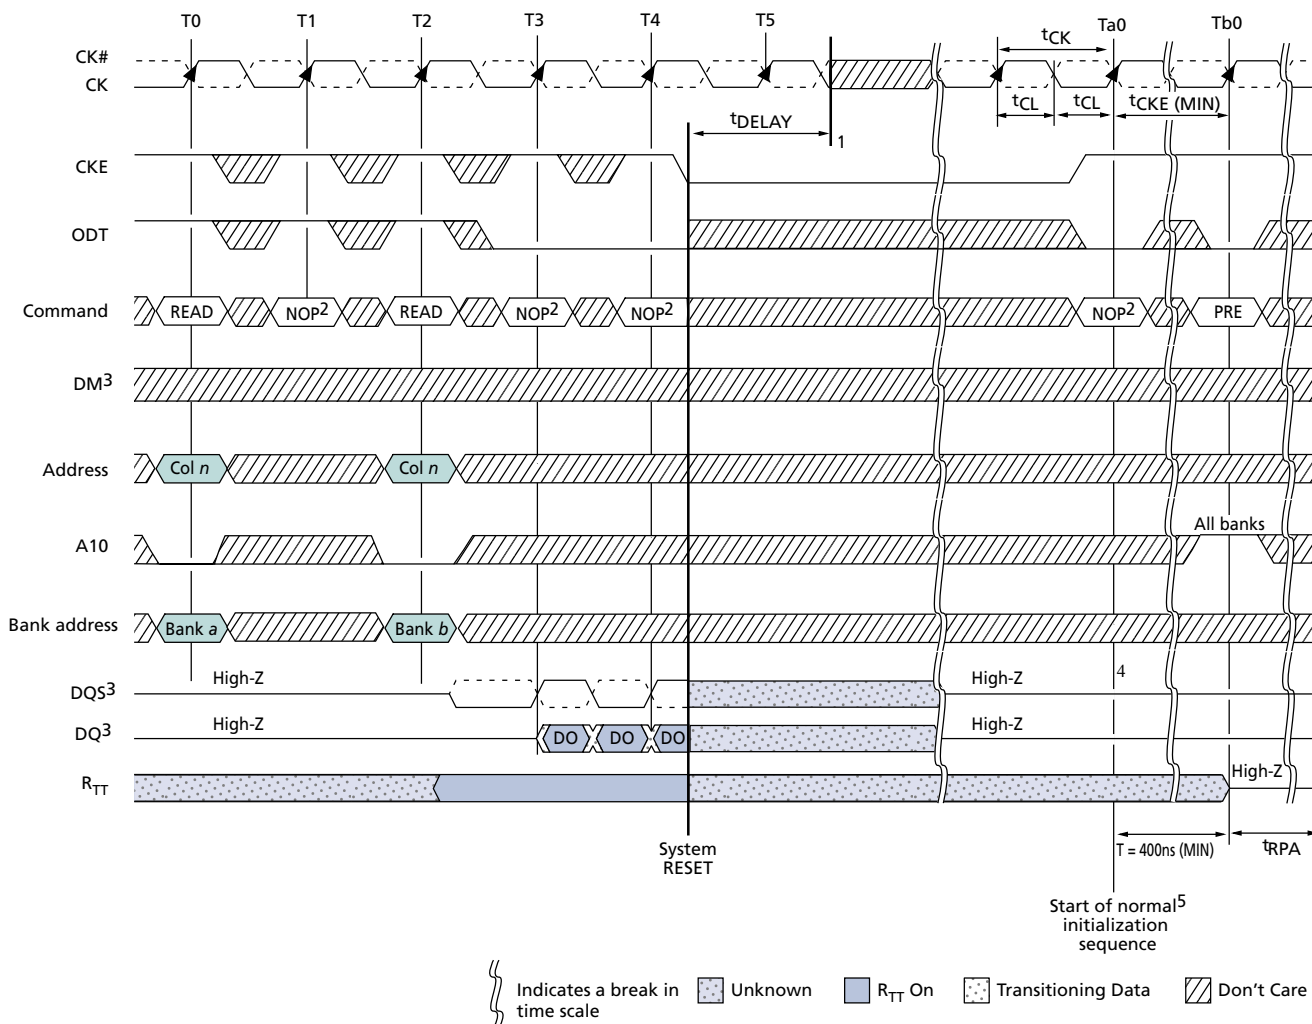 T0 T1 T2 T3 T4 T5 Ta0 Tb0
CK#
CK
tCK
tCL tCL tCKE (MIN)
tDELAY
1
CKE
ODT
Command READ NOP2 READ NOP2 NOP2 NOP2 PRE
DM3
Address Col n Col n
All banks
A10
Bank address Bank a Bank b
DQS3 High-Z High-Z 4
DQ3 High-Z DO DO DO High-Z
RTT High-Z
System
RESET
T = 400ns (MIN) tRPA
Start of normal5
initialization
sequence
Indicates a break in
time scale
Unknown
RTT On
Transitioning Data
Don't Care